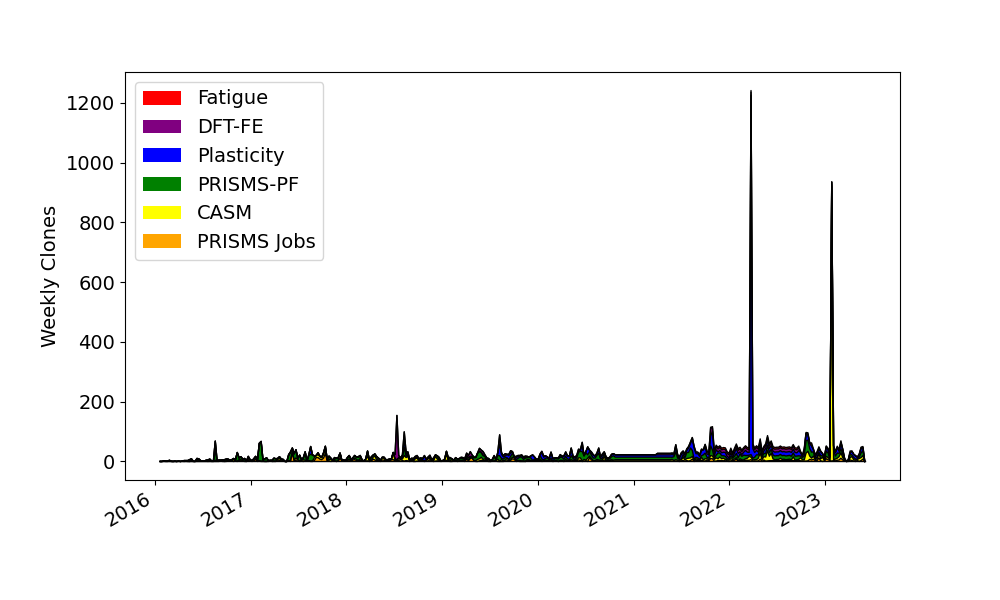 Fatigue
DFT-FE
Plasticity
PRISMS-PF
CASM
PRISMS Jobs
Weekly Clones
1200
1000
800
600
400
200
0
2016
2017
2018
2019
2020
2021
2022
2023